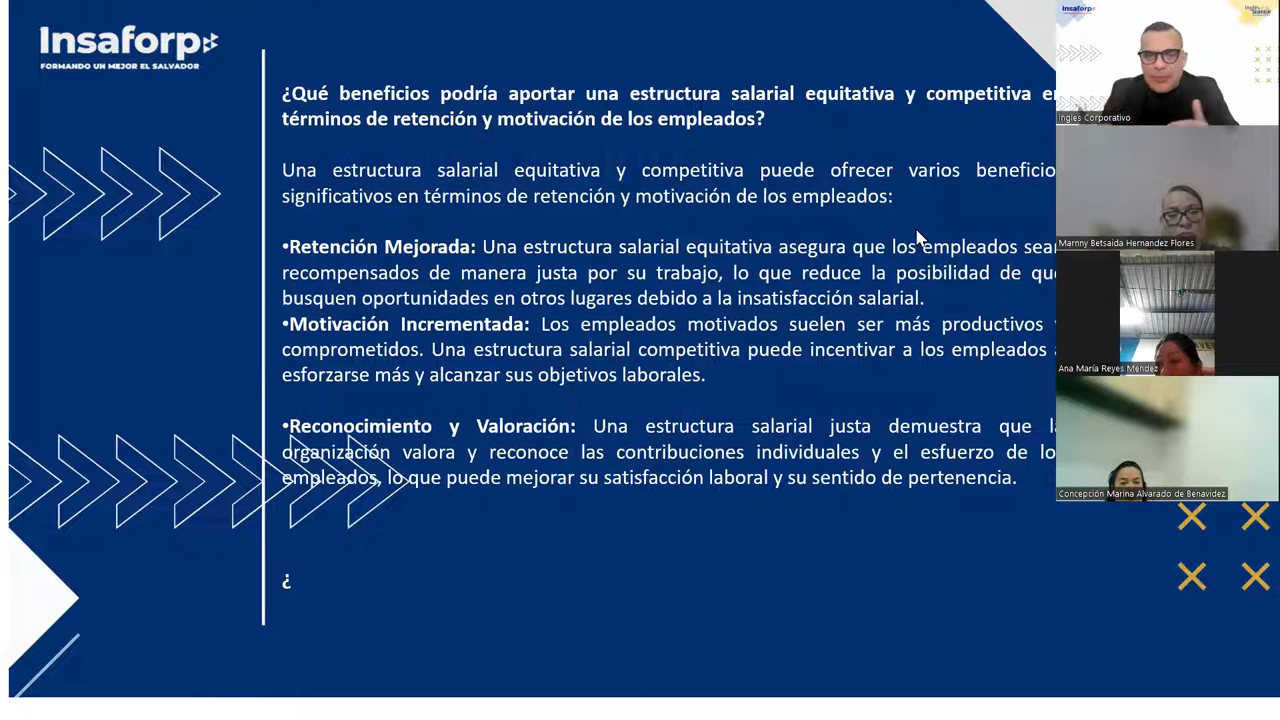 Insaforp
FORMANDO UN MEJOR EL SALVADOR
¿Qué beneficios podría aportar una estructura salarial equitativa y competitiva
términos de retención y motivación de los empleados?
Una estructura salarial equitativa y competitiva puede ofrecer varios
significativos en términos de retención y motivación de los empleados:
•Retención Mejorada: Una estructura salarial equitativa asegura que los empleados
recompensados de manera justa por su trabajo, lo que reduce la posibilidad de
busquen oportunidades en otros lugares debido a la insatisfacción salarial.
•Motivación Incrementada: Los empleados motivados suelen ser más productivos
comprometidos. Una estructura salarial competitiva puede incentivar a los empleados
esforzarse más y alcanzar sus objetivos laborales.
•Reconocimiento y Valoración: Una estructura salarial justa demuestra que
organización valora y reconoce las contribuciones individuales y el esfuerzo de
empleados, lo que puede mejorar su satisfacción laboral y su sentido de pertenencia.
¿
Insaforp
Ingles Corporativo
Marnny Betsaida Hernandez Flores
Ana María Reyes Mendez
Concepción Marina Alvarado de Benavidez